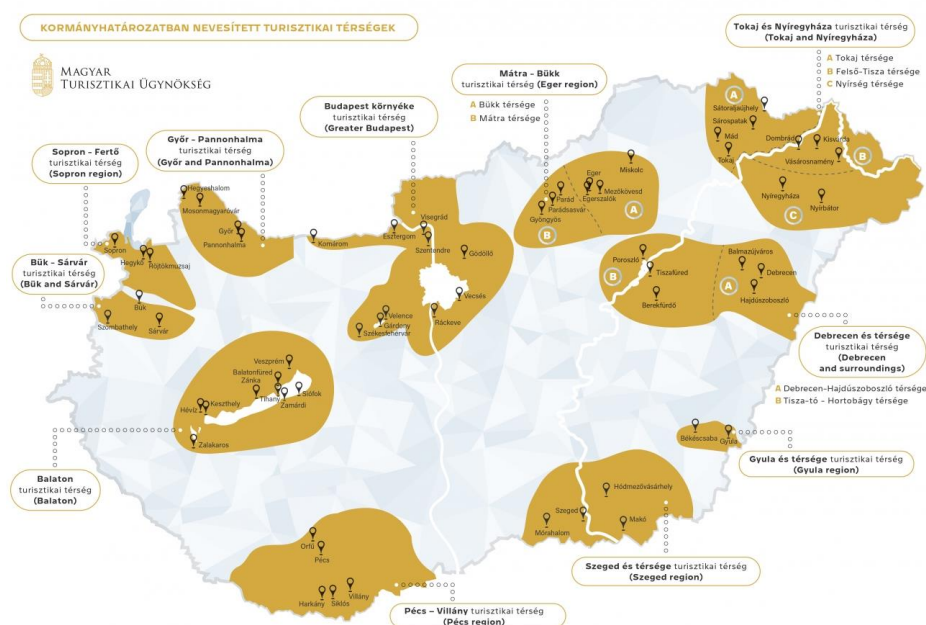 KORMÁNYHATÁROZATBAN NEVESÍTETT TURISZTIKAI TÉRSÉGEK
MAGYAR
TURISZTIKAI ÜGYNÖKSÉG
Tokaj és Nyíregyháza turisztikai térség
(Tokaj and Nyíregyháza)
A Tokaj térsége
B Felső-Tisza térsége
C Nyírség térsége
Mátra - Bükk
turisztikai térség (Eger region)
A Bükk térsége
B Mátra térsége
Budapest környéke
turisztikai térség
(Greater Budapest)
Győr - Pannonhalma
turisztikai térség
(Győr and Pannonhalma)
Sopron - Fertő
turisztikai térség
(Sopron region)
Bük - Sárvár
turisztikai térség
(Bük and Sárvár)
A
Sátoraljaújhely
Sárospatak
Mád
Tokaj
Dombrád
Kisvárda
Vásárosnamény
B
Nyíregyháza
Nyírbátor
C
Miskolc
Eger
Egerszalók
Mezőkövesd
Parád
Parádsasvár
Gyöngyös
A
B
Hegyeshalom
Mosonmagyaróvár
Győr
Pannonhalma
Komárom
Esztergom
Visegrád
Szentendre
Gödöllő
Vecsés
Ráckeve
Velence
Gárdony
Székesfehérvár
Sopron
Hegykő
Röjtökmuzsaj
Bük
Szombathely
Sárvár
Poroszló
Tiszafüred
Berekfürdő
B
Balmazújváros
Debrecen
Hajdúszoboszló
A
Debrecen és térsége
turisztikai térség
(Debrecen
and surroundings)
A Debrecen-Hajdúszoboszló térsége
B Tisza-tó - Hortobágy térsége
Veszprém
Balatonfüred
Zánka
Tihany
Siófok
Zamárdi
Hévíz
Keszthely
Zalakaros
Balaton
turisztikai térség
(Balaton)
Békéscsaba
Gyula
Gyula és térsége turisztikai térség
(Gyula region)
Hódmezővásárhely
Szeged
Makó
Mórahalom
Szeged és térsége turisztikai térség
(Szeged region)
Orfű
Pécs
Harkány
Siklós
Villány
Pécs - Villány turisztikai térség
(Pécs region)